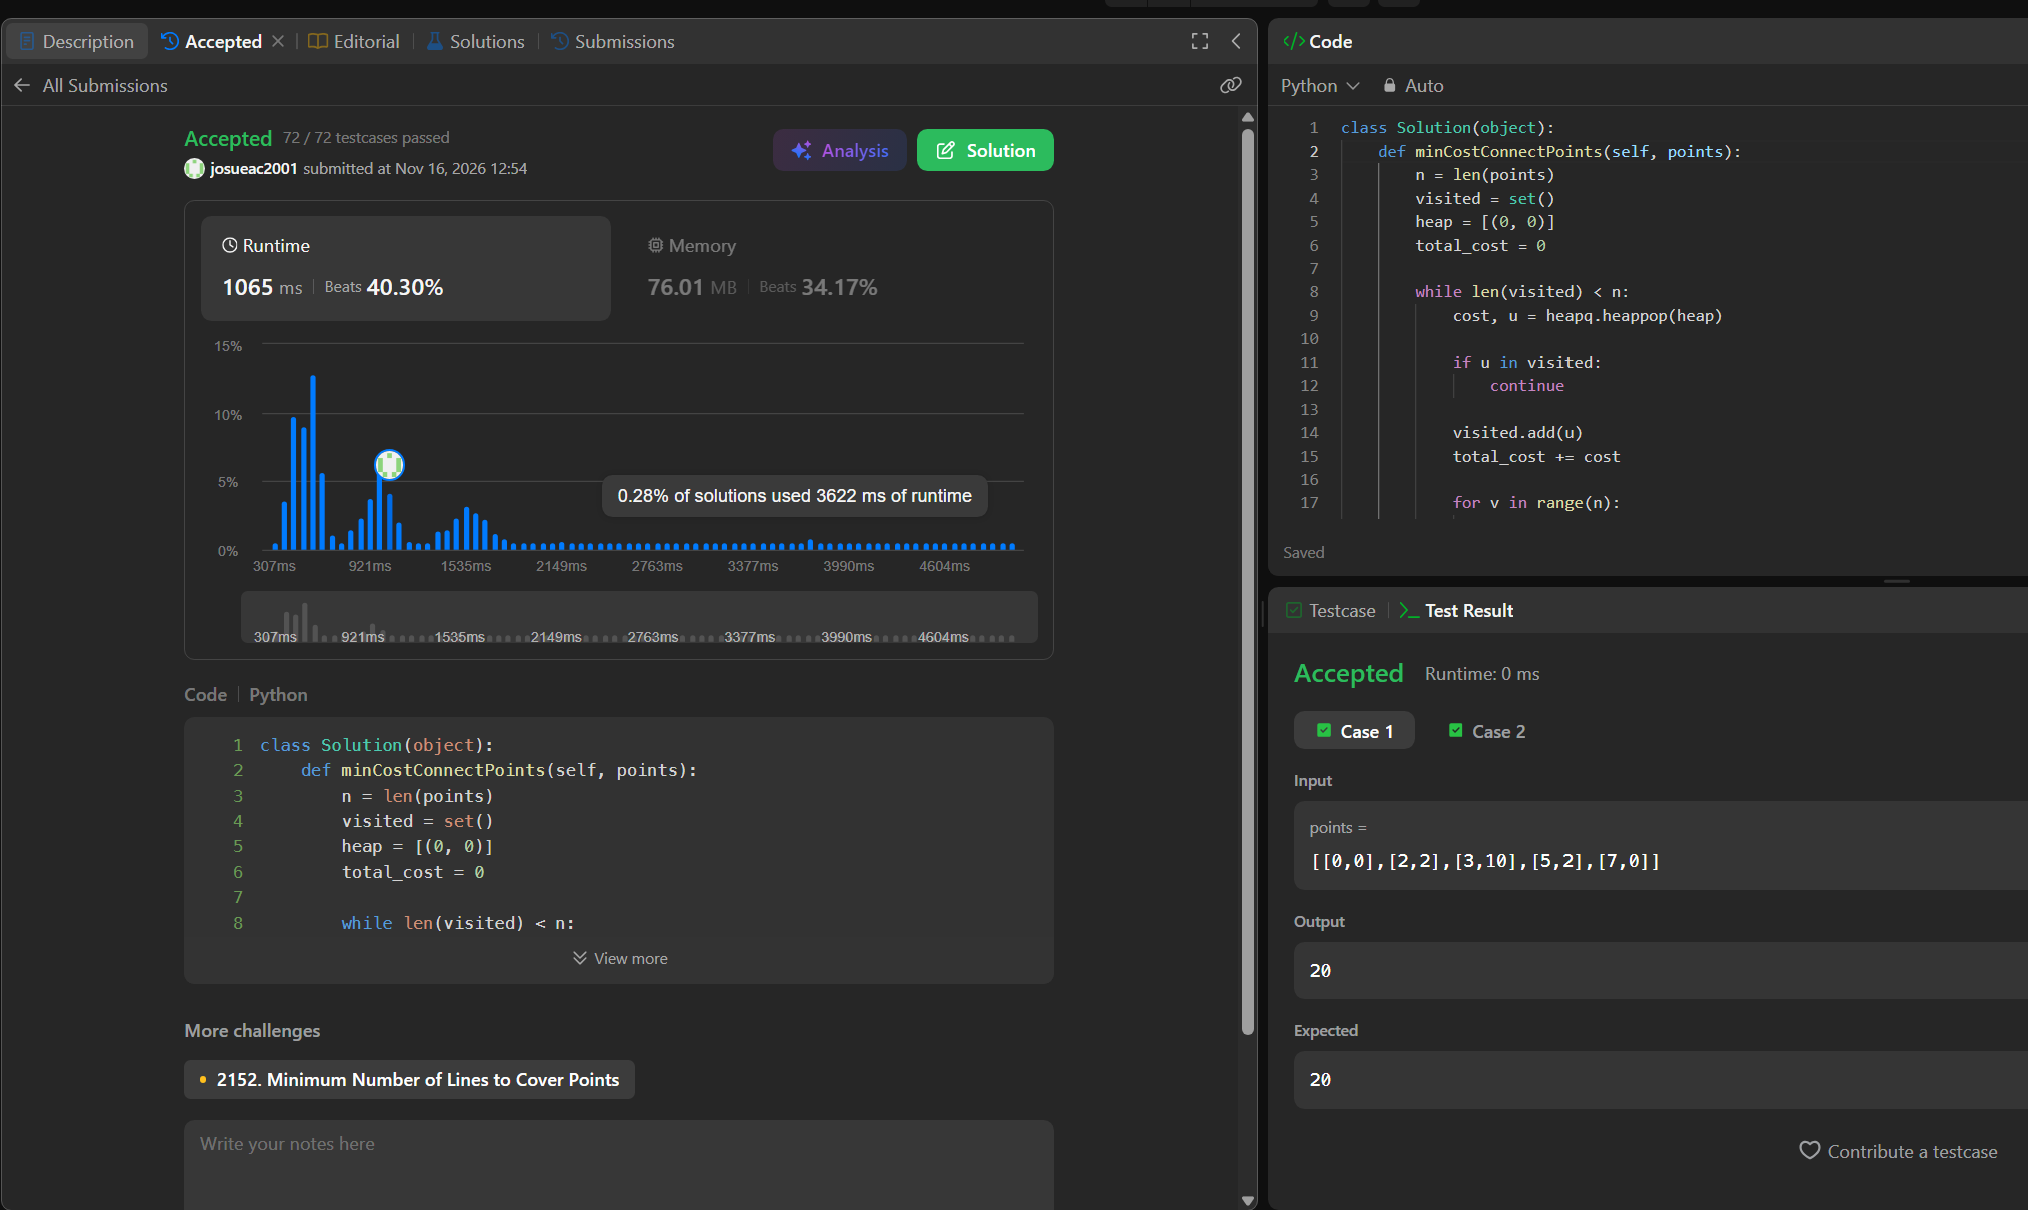 Description
Accepted
Editorial
Solutions
Submissions
All Submissions
Accepted 72 / 72 testcases passed
josueac2001 submitted at Nov 16, 2026 12:54
Analysis
Solution
Runtime
1065 ms Beats 40.30%
Memory
76.01 MB Beats 34.17%
15%
10%
5%
0%
0.28% of solutions used 3622 ms of runtime
307ms 921ms 1535ms 2149ms 2763ms 3377ms 3990ms 4604ms
307ms 921ms 1535ms 2149ms 2763ms 3377ms 3990ms 4604ms
Code Python
1 class Solution(object):
2 def minCostConnectPoints(self, points):
3 n = len(points)
4 visited = set()
5 heap = [(0, 0)]
6 total_cost = 0
7
8 while len(visited) < n:
View more
More challenges
2152. Minimum Number of Lines to Cover Points
Write your notes here
</> Code
Python Auto
1 class Solution(object):
2 def minCostConnectPoints(self, points):
3 n = len(points)
4 visited = set()
5 heap = [(0, 0)]
6 total_cost = 0
7
8 while len(visited) < n:
9 cost, u = heapq.heappop(heap)
10
11 if u in visited:
12 continue
13
14 visited.add(u)
15 total_cost += cost
16
17 for v in range(n):
Saved
Testcase
>_ Test Result
Accepted Runtime: 0 ms
Case 1 Case 2
Input
points =
[[0,0],[2,2],[3,10],[5,2],[7,0]]
Output
20
Expected
20
Contribute a testcase